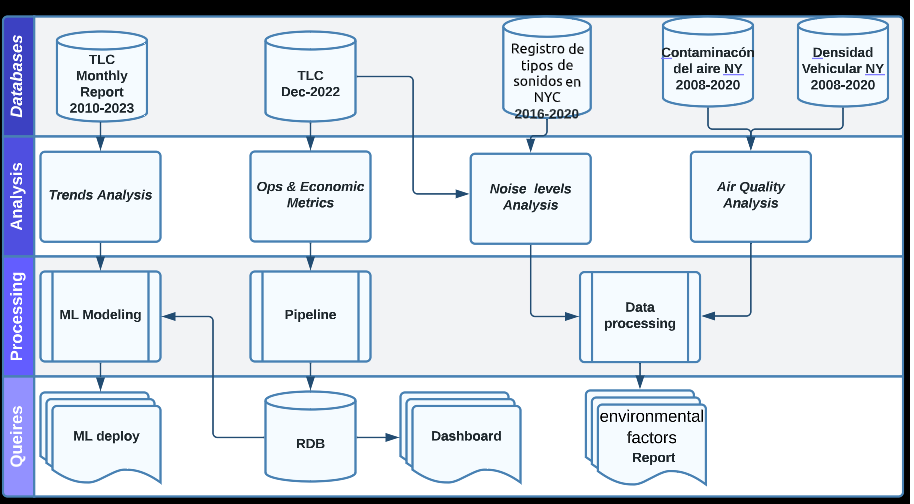 Databases
TLC
Monthly
Report
2010-2023
TLC
Dec-2022
Registro de
tipos de
sonidos en
NYC
2016-2020
Contaminacón
del aire NY
2008-2020
Densidad
Vehicular NY
2008-2020
Analysis
Trends Analysis
Ops & Economic
Metrics
Noise levels
Analysis
Air Quality
Analysis
Processing
ML Modeling
Pipeline
Data
processing
Queires
ML deploy
RDB
Dashboard
environmental
factors
Report